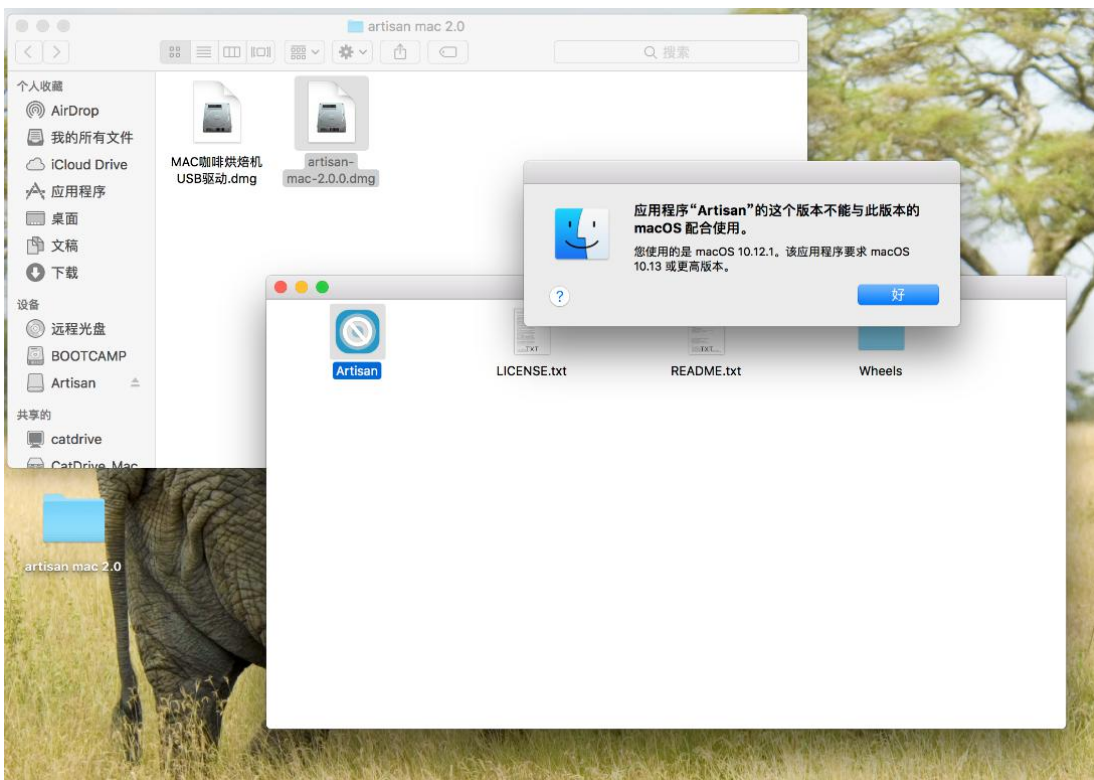 artisan mac 2.0
搜索
个人收藏
AirDrop
我的所有文件
iCloud Drive
应用程序
桌面
文稿
下载
设备
远程光盘
BOOTCAMP
Artisan
共享的
catdrive
CatDrive_Mac
MAC咖啡烘焙机
USB驱动.dmg
artisan-
mac-2.0.0.dmg
应用程序“Artisan”的这个版本不能与此版本的
macOS 配合使用。
您使用的是 macOS 10.12.1。该应用程序要求 macOS
10.13 或更高版本。
?
好
TXT
TXT
Artisan
LICENSE.txt
README.txt
Wheels
artisan mac 2.0